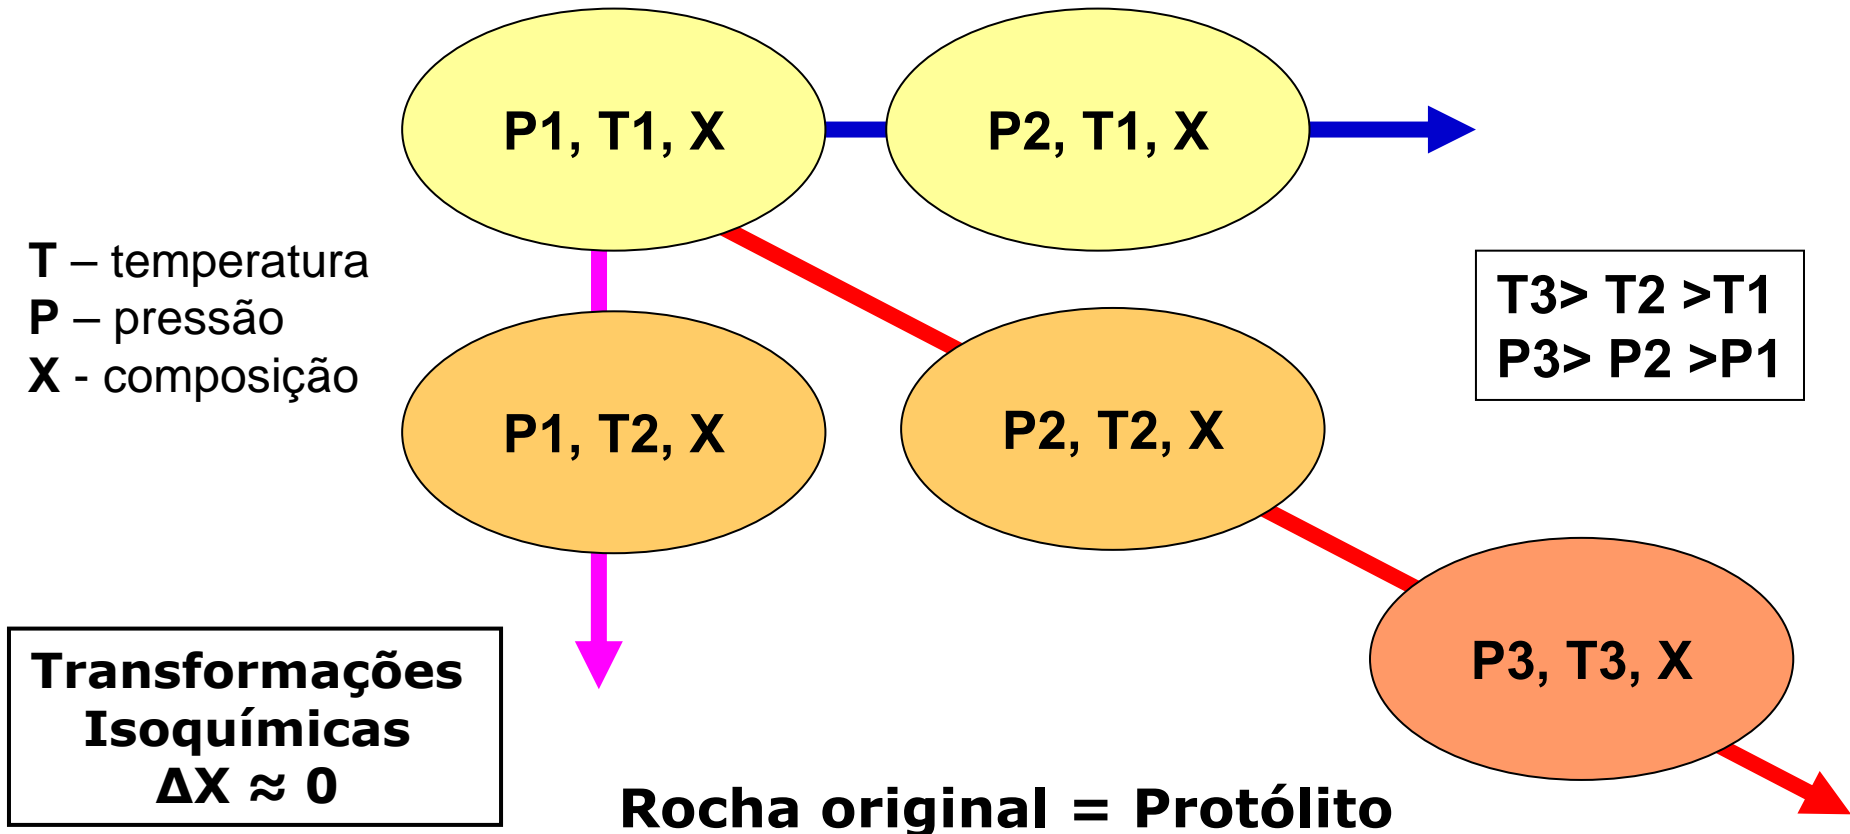 P1, T1, X
P2, T1, X
T – temperatura
P – pressão
X - composição
T3> T2 >T1
P3> P2 >P1
P1, T2, X
P2, T2, X
P3, T3, X
Transformações
Isoquímicas
ΔX ≈ 0
Rocha original = Protólito